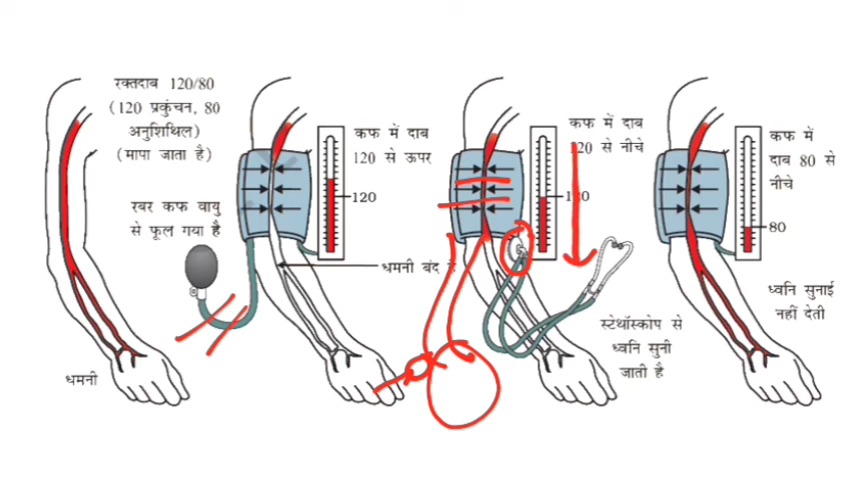 रक्तदाब 120/80
(120 प्रकुंचन, 80
अनुशिथिल)
(मापा जाता है)
रबर कफ वायु
से फूल गया है
धमनी
कफ में दाब
120 से ऊपर
120
धमनी बंद है
कफ में दाब
120 से नीचे
120
स्टेथॉस्कोप से
ध्वनि सुनी
जाती है
कफ में
दाब 80 से
नीचे
80
ध्वनि सुनाई
नहीं देती